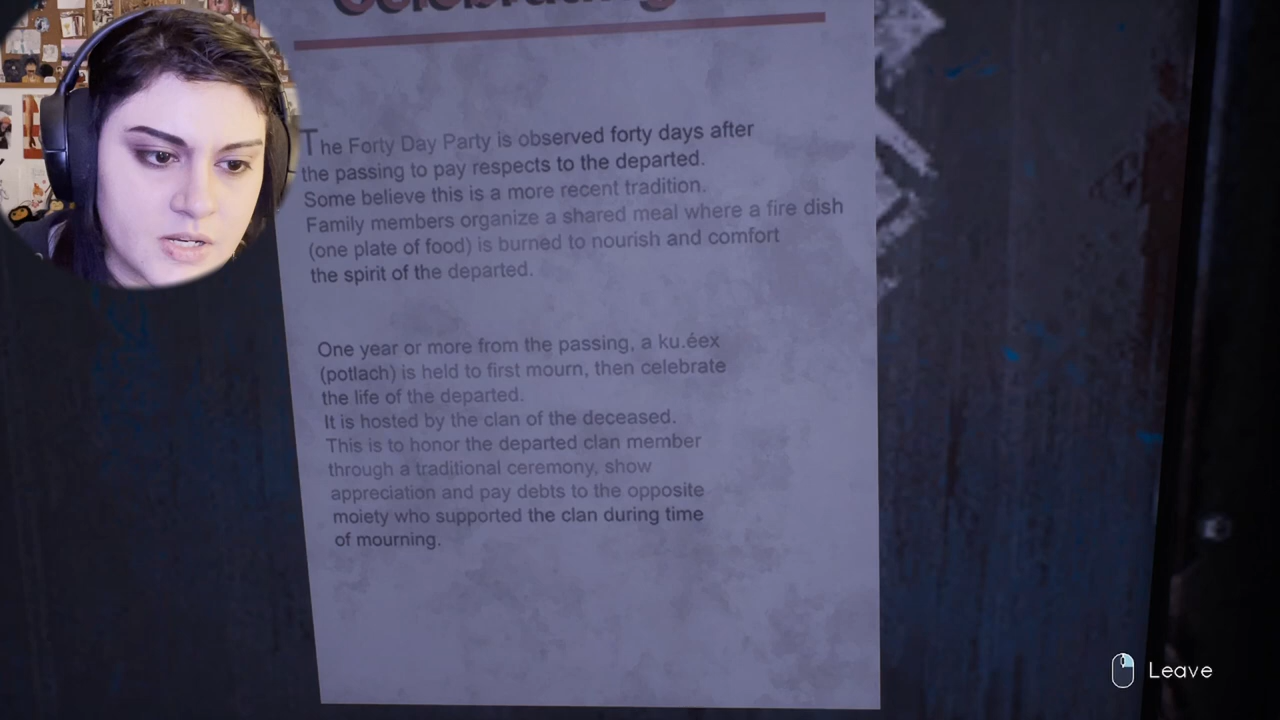 Celebrating
The Forty Day Party is observed forty days after
the passing to pay respects to the departed.
Some believe this is a more recent tradition.
Family members organize a shared meal where a fire dish
(one plate of food) is burned to nourish and comfort
the spirit of the departed.
One year or more from the passing, a ku.éex
(potlach) is held to first mourn, then celebrate
the life of the departed.
It is hosted by the clan of the deceased.
This is to honor the departed clan member
through a traditional ceremony, show
appreciation and pay debts to the opposite
moiety who supported the clan during time
of mourning.
Leave